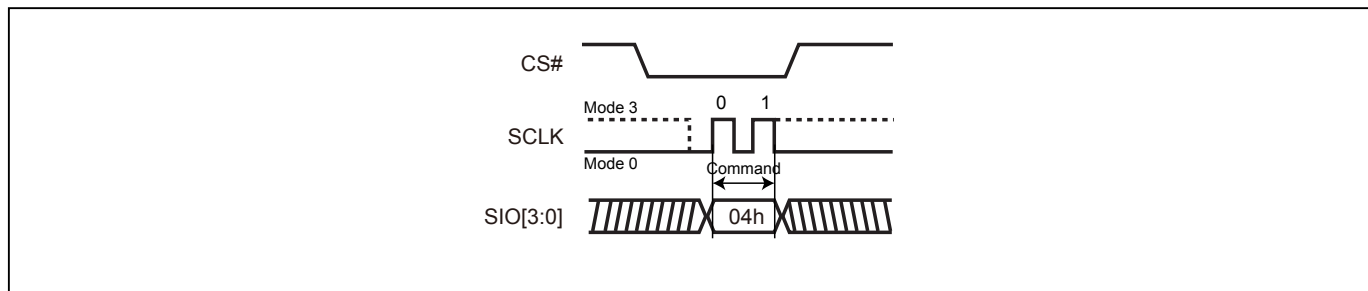 CS#
Mode 3
0 1
SCLK
Mode 0
Command
SIO[3:0]
04h